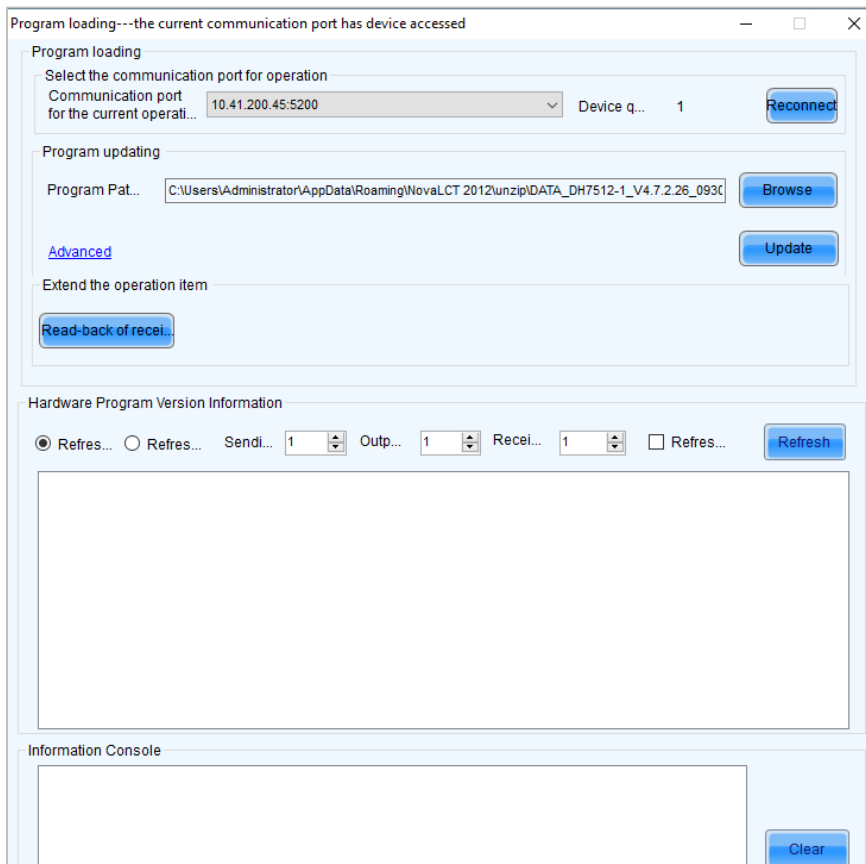 Program loading---the current communication port has device accessed
Program loading
Select the communication port for operation
Communication port
for the current operati...
10.41.200.45:5200
Device q...
1
Reconnect
Program updating
Program Pat...
C:\Users\Administrator\AppData\Roaming\NovaLCT 2012\unzip\DATA_DH7512-1_V4.7.2.26_0930
Browse
Advanced
Update
Extend the operation item
Read-back of recei...
Hardware Program Version Information
Refres...
Refres...
Sendi...
1
Outp...
1
Recei...
1
Refres...
Refresh
Information Console
Clear